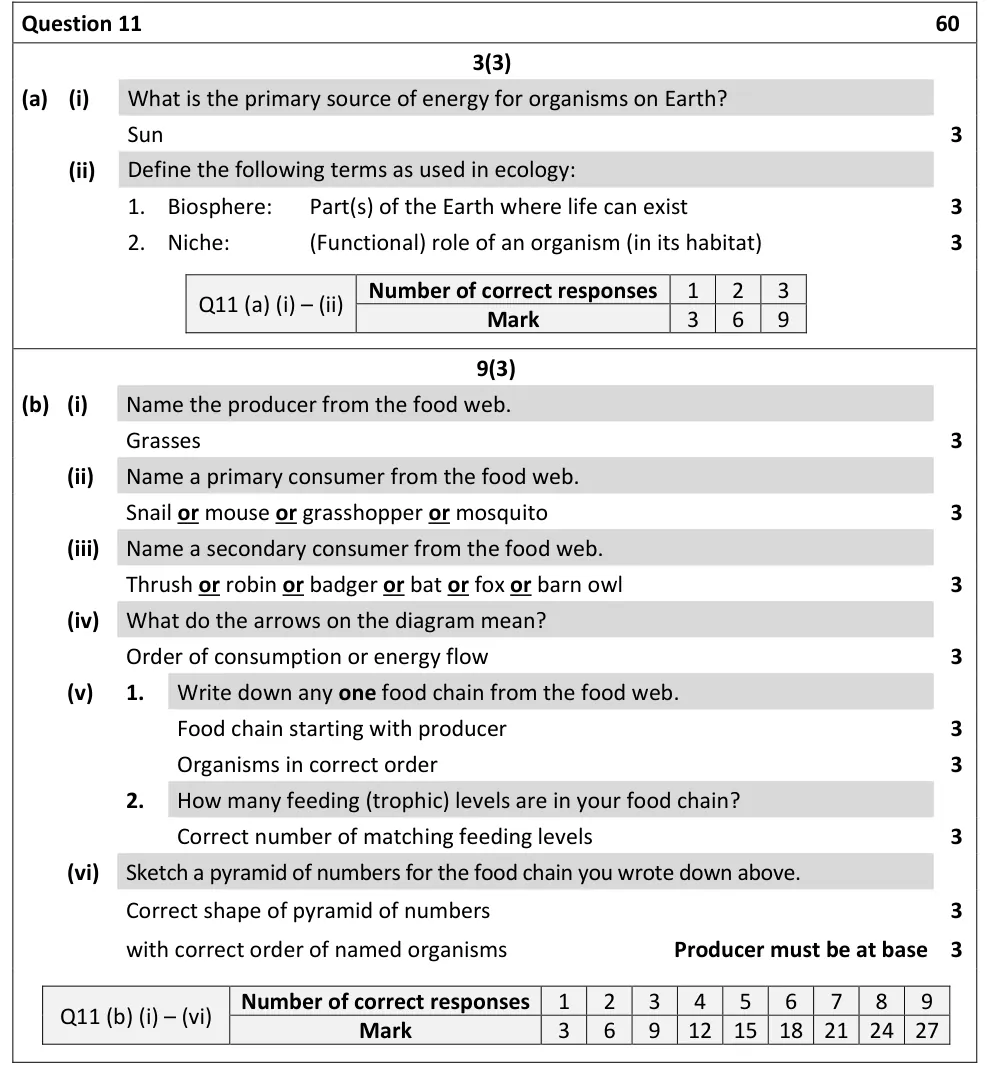 Question 11 60
3(3)
(a) (i) What is the primary source of energy for organisms on Earth?
Sun 3
(ii) Define the following terms as used in ecology:
1. Biosphere: Part(s) of the Earth where life can exist 3
2. Niche: (Functional) role of an organism (in its habitat) 3
Q11 (a) (i) – (ii)
Number of correct responses 1 2 3
Mark 3 6 9
9(3)
(b) (i) Name the producer from the food web.
Grasses 3
(ii) Name a primary consumer from the food web.
Snail or mouse or grasshopper or mosquito 3
(iii) Name a secondary consumer from the food web.
Thrush or robin or badger or bat or fox or barn owl 3
(iv) What do the arrows on the diagram mean?
Order of consumption or energy flow 3
(v) 1. Write down any one food chain from the food web.
Food chain starting with producer 3
Organisms in correct order 3
2. How many feeding (trophic) levels are in your food chain?
Correct number of matching feeding levels 3
(vi) Sketch a pyramid of numbers for the food chain you wrote down above.
Correct shape of pyramid of numbers 3
with correct order of named organisms Producer must be at base 3
Q11 (b) (i) – (vi)
Number of correct responses 1 2 3 4 5 6 7 8 9
Mark 3 6 9 12 15 18 21 24 27